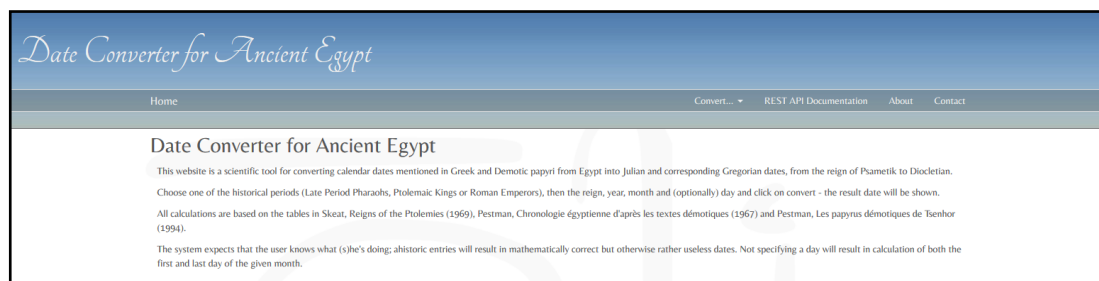 Date Converter for Ancient Egypt
Home Convert... REST API Documentation About Contact
Date Converter for Ancient Egypt
This website is a scientific tool for converting calendar dates mentioned in Greek and Demotic papyri from Egypt into Julian and corresponding Gregorian dates, from the reign of Psametik to Diocletian.
Choose one of the historical periods (Late Period Pharaohs, Ptolemaic Kings or Roman Emperors), then the reign, year, month and (optionally) day and click on convert - the result date will be shown.
All calculations are based on the tables in Skeat, Reigns of the Ptolemies (1969), Pestman, Chronologie égyptienne d'après les textes démotiques (1967) and Pestman, Les papyrus démotiques de Tsenhor
(1994).
The system expects that the user knows what (s)he's doing; ahistoric entries will result in mathematically correct but otherwise rather useless dates. Not specifying a day will result in calculation of both the
first and last day of the given month.